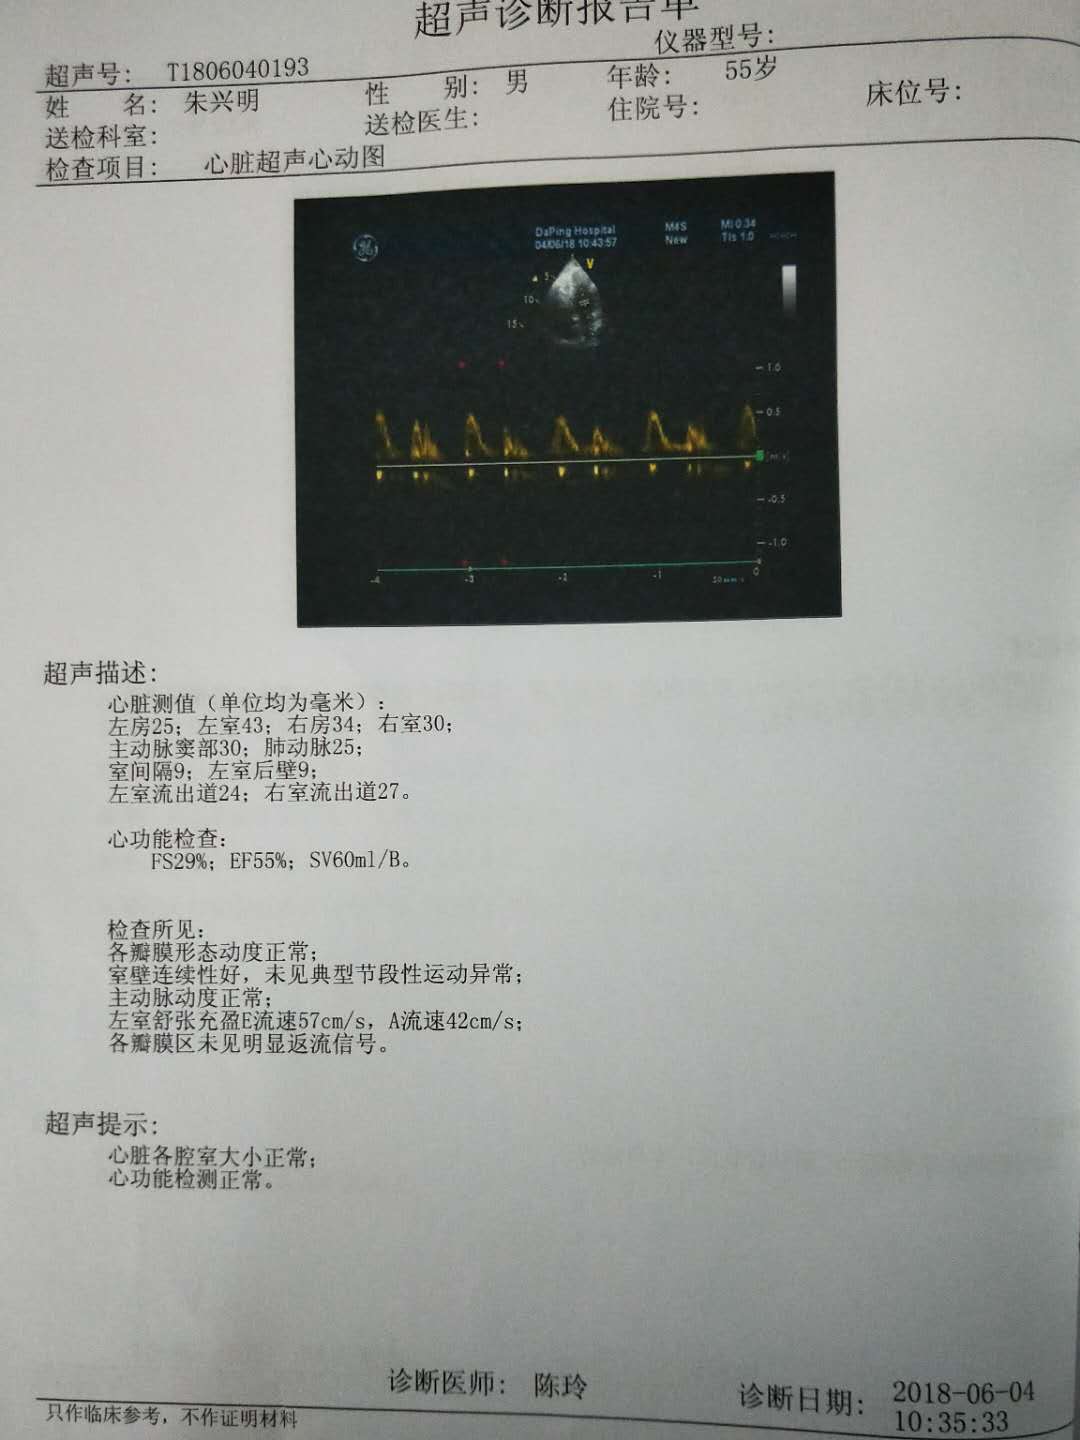 超声诊断报告单
仪器型号:
超声号: T1806040193
姓 名: 朱兴明 性 别: 男 年龄: 55岁 床位号:
送检科室: 送检医生: 住院号:
检查项目: 心脏超声心动图
DaPing Hospital
04/06/18 10:43:57
M4S
New
MI 0.34
TIs 1.0
V
5
10
15
1.0
0.5
[m/s]
-0.5
-1.0
-4 -3 -2 -1 0
超声描述:
心脏测值(单位均为毫米):
左房25; 左室43; 右房34; 右室30;
主动脉窦部30; 肺动脉25;
室间隔9; 左室后壁9;
左室流出道24; 右室流出道27。
心功能检查:
FS29%; EF55%; SV60ml/B。
检查所见:
各瓣膜形态动度正常;
室壁连续性好, 未见典型节段性运动异常;
主动脉动度正常;
左室舒张充盈E流速57cm/s, A流速42cm/s;
各瓣膜区未见明显返流信号。
超声提示:
心脏各腔室大小正常;
心功能检测正常。
诊断医师: 陈玲
诊断日期: 2018-06-04
10:35:33
只作临床参考, 不作证明材料